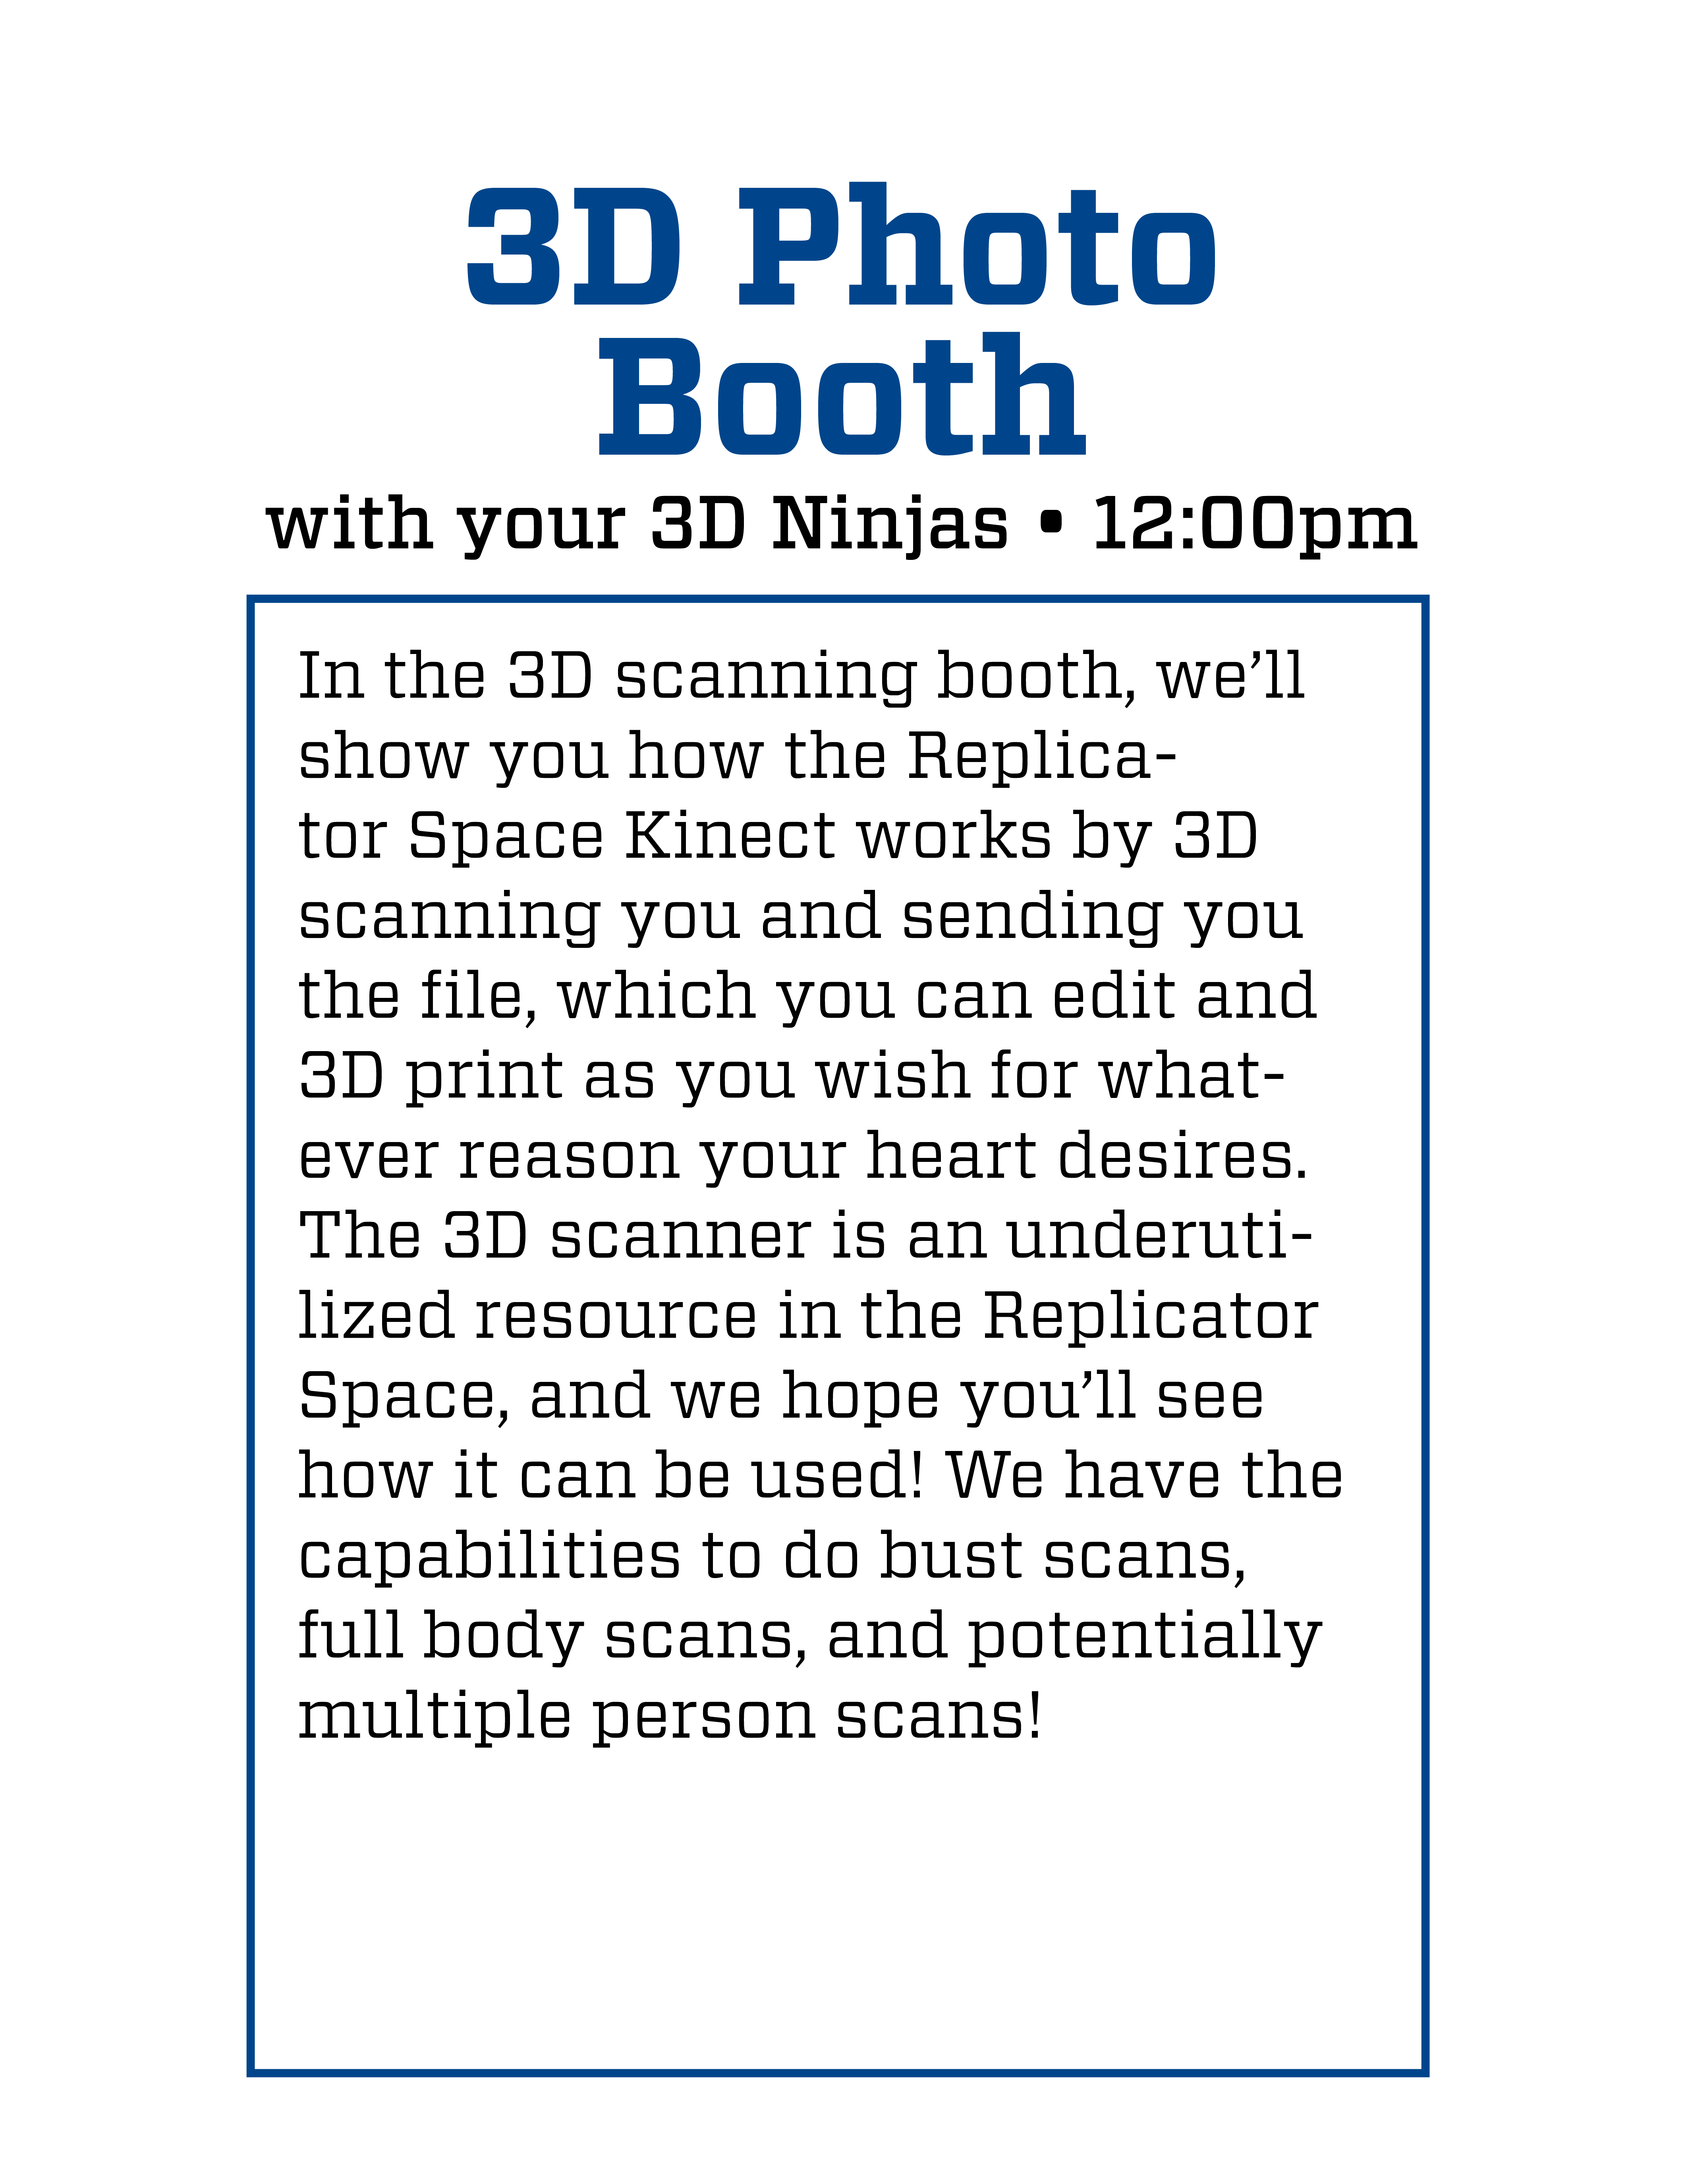 3D Photo
Booth
with your 3D Ninjas • 12:00pm
In the 3D scanning booth, we’ll
show you how the Replica-
tor Space Kinect works by 3D
scanning you and sending you
the file, which you can edit and
3D print as you wish for what-
ever reason your heart desires.
The 3D scanner is an underuti-
lized resource in the Replicator
Space, and we hope you’ll see
how it can be used! We have the
capabilities to do bust scans,
full body scans, and potentially
multiple person scans!